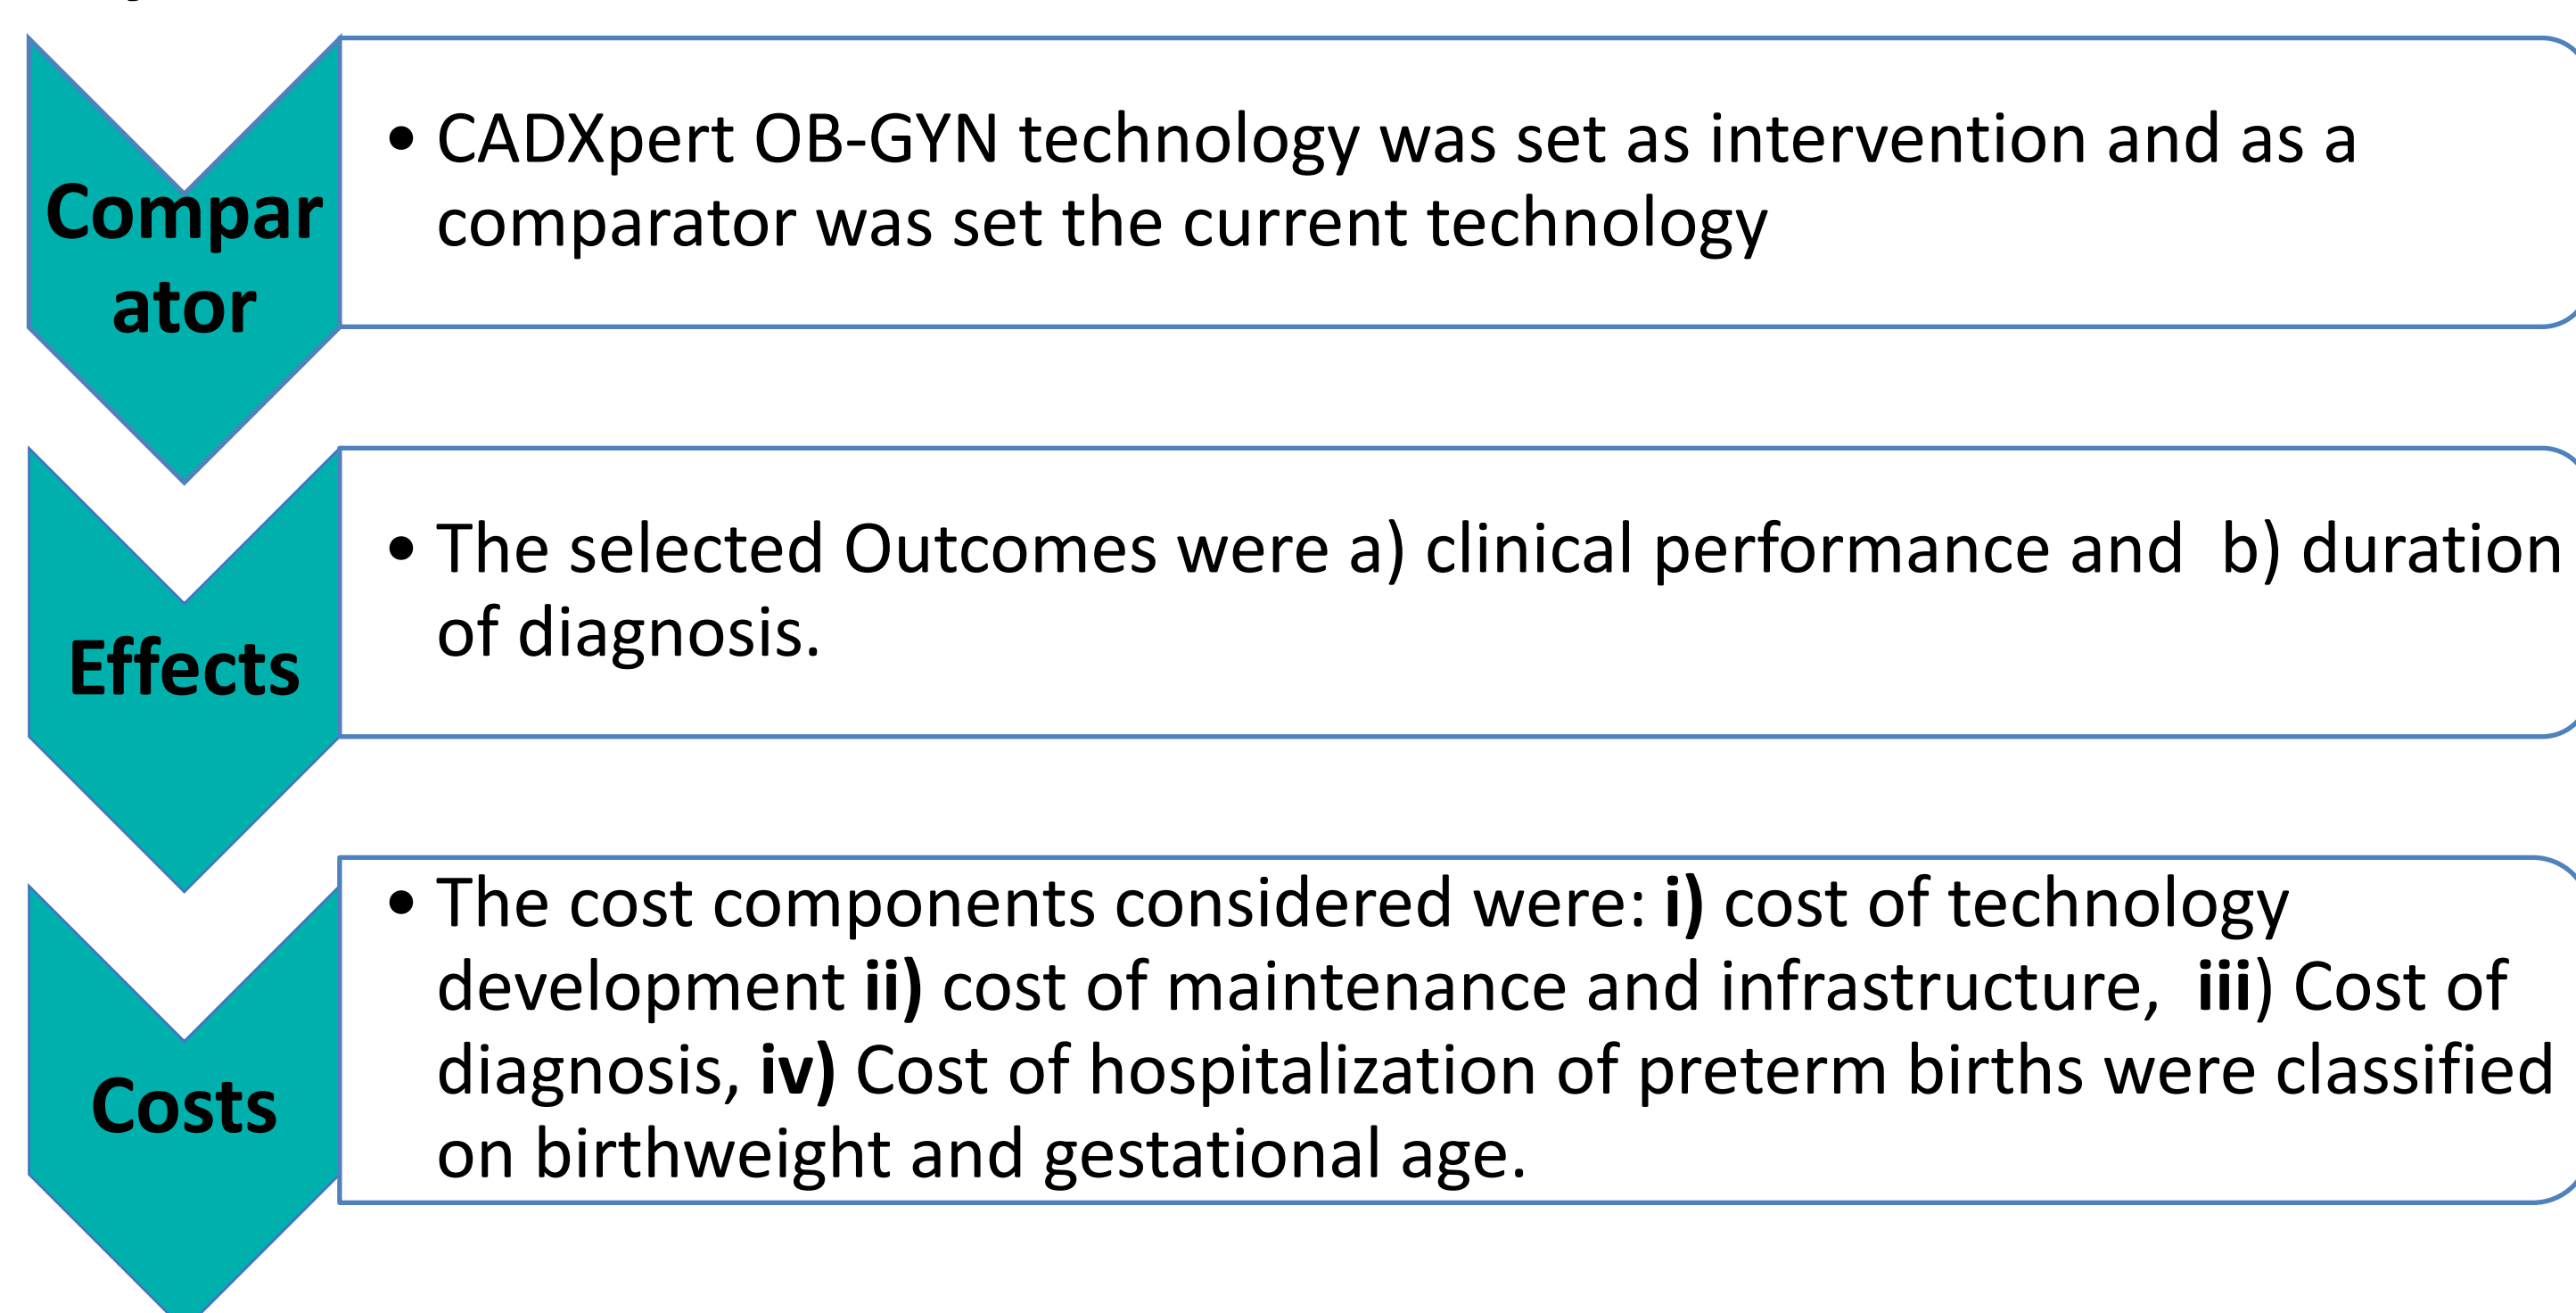 Compar
ator
• CADXpert OB-GYN technology was set as intervention and as a
comparator was set the current technology
Effects
• The selected Outcomes were a) clinical performance and  b) duration
of diagnosis.
Costs
• The cost components considered were: i) cost of technology
development ii) cost of maintenance and infrastructure,  iii) Cost of
diagnosis, iv) Cost of hospitalization of preterm births were classified
on birthweight and gestational age.